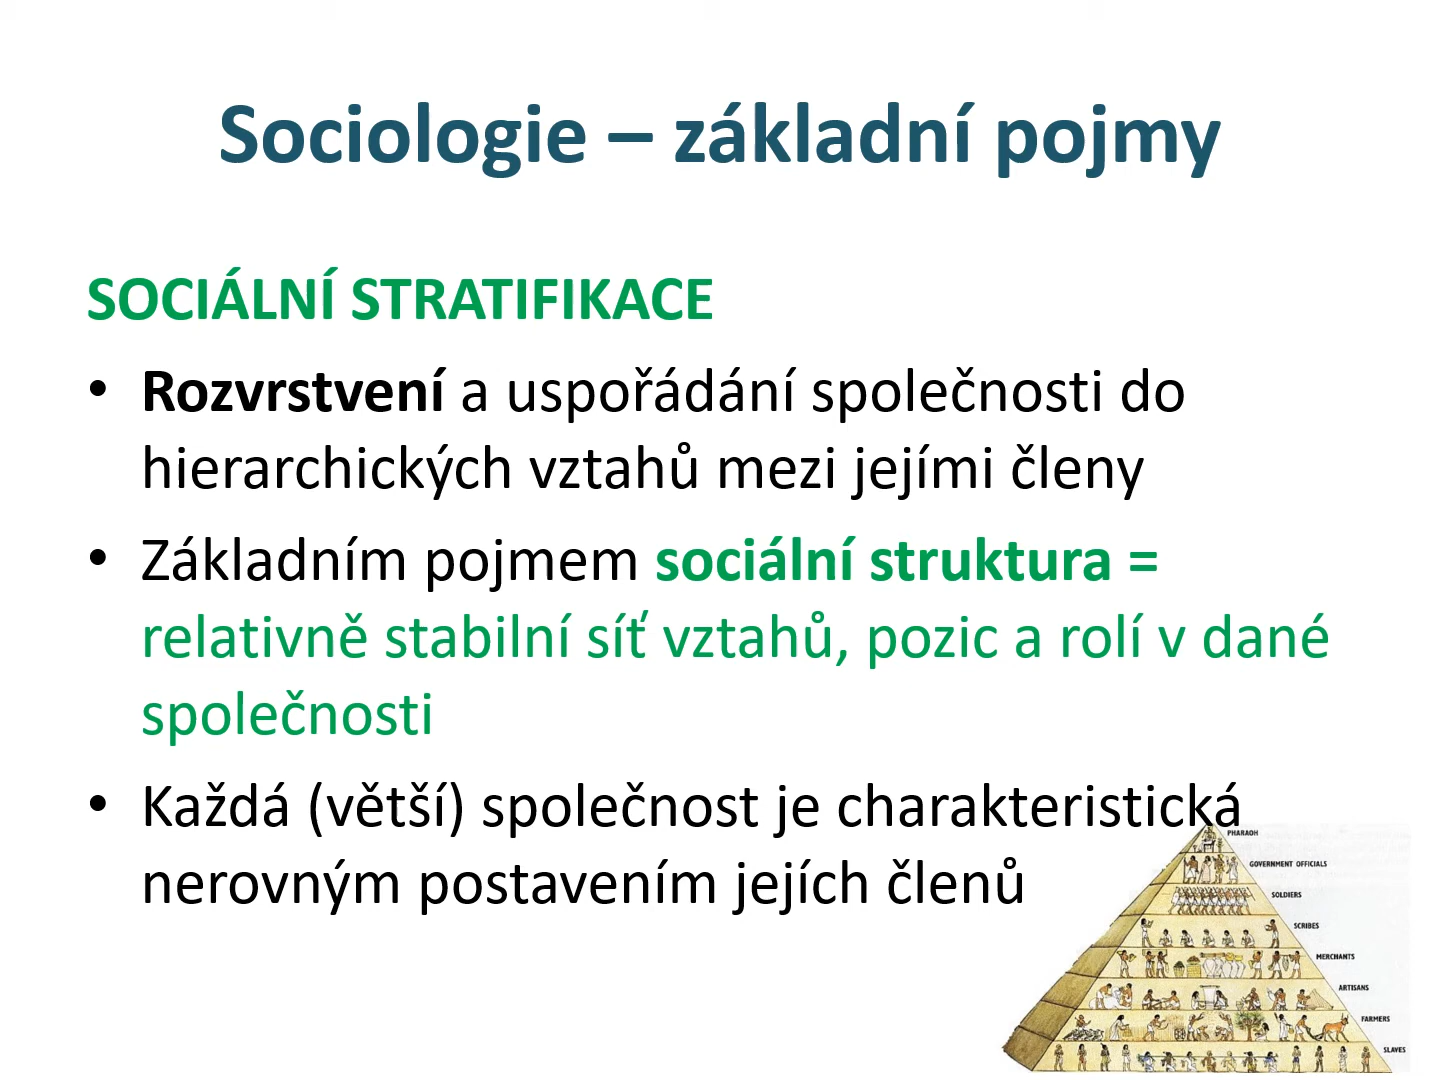 Sociologie – základní pojmy
SOCIÁLNÍ STRATIFIKACE
• Rozvrstvení a uspořádání společnosti do
hierarchických vztahů mezi jejími členy
• Základním pojmem sociální struktura =
relativně stabilní síť vztahů, pozic a rolí v dané
společnosti
• Každá (větší) společnost je charakteristická
nerovným postavením jejích členů
PHARAOH
GOVERNMENT OFFICIALS
SOLDIERS
SCRIBES
MERCHANTS
ARTISANS
FARMERS
SLAVES